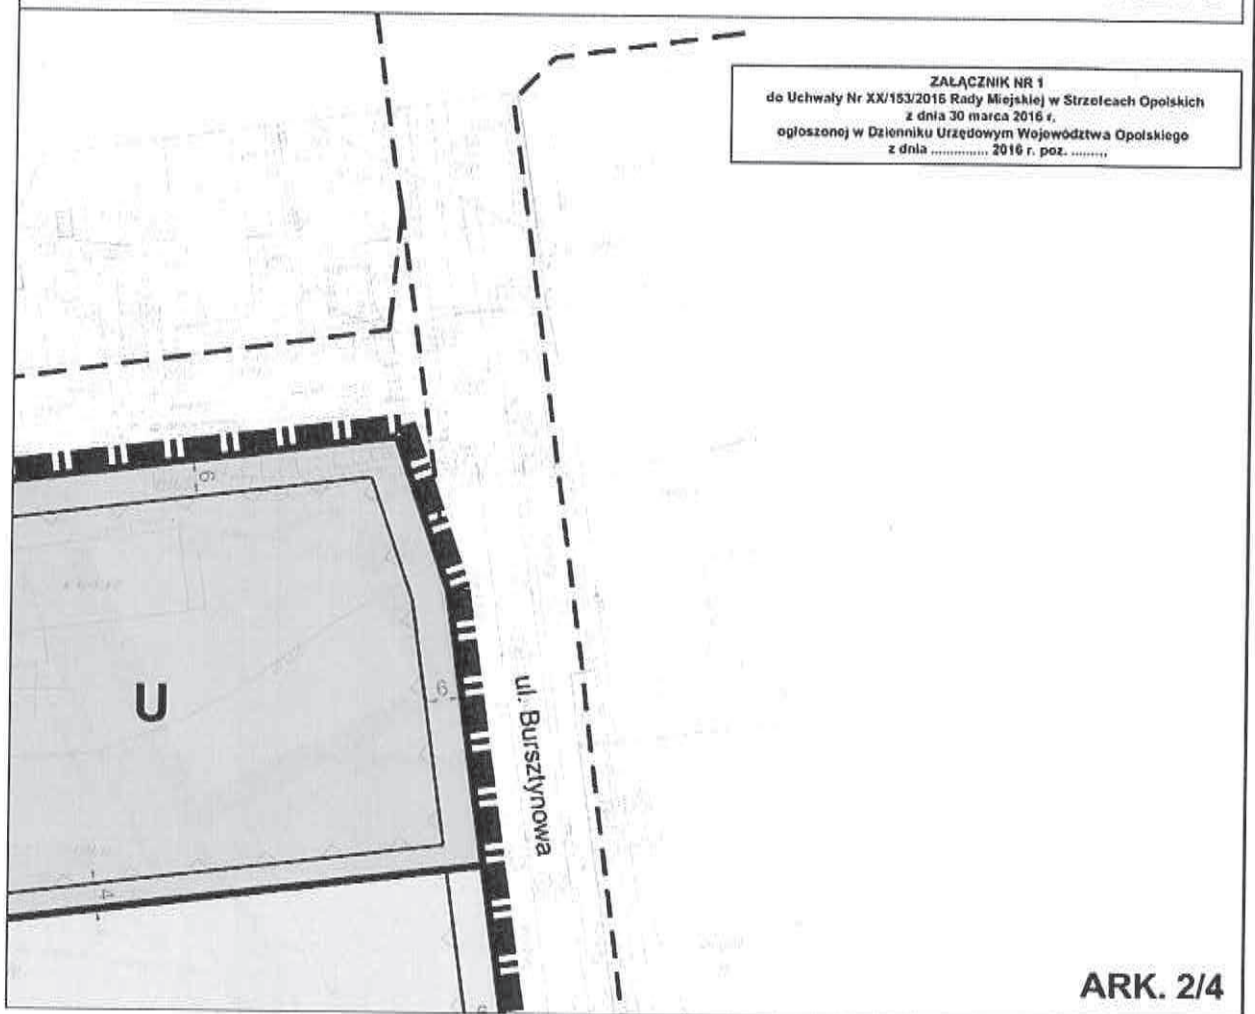 ZAŁĄCZNIK NR 1
do Uchwały Nr XX/153/2016 Rady Miejskiej w Strzelcach Opolskich
z dnia 30 marca 2016 r.
ogłoszonej w Dzienniku Urzędowym Województwa Opolskiego
z dnia ............... 2016 r. poz. .........
6
U
6
ul. Bursztynowa
4
6
ARK. 2/4